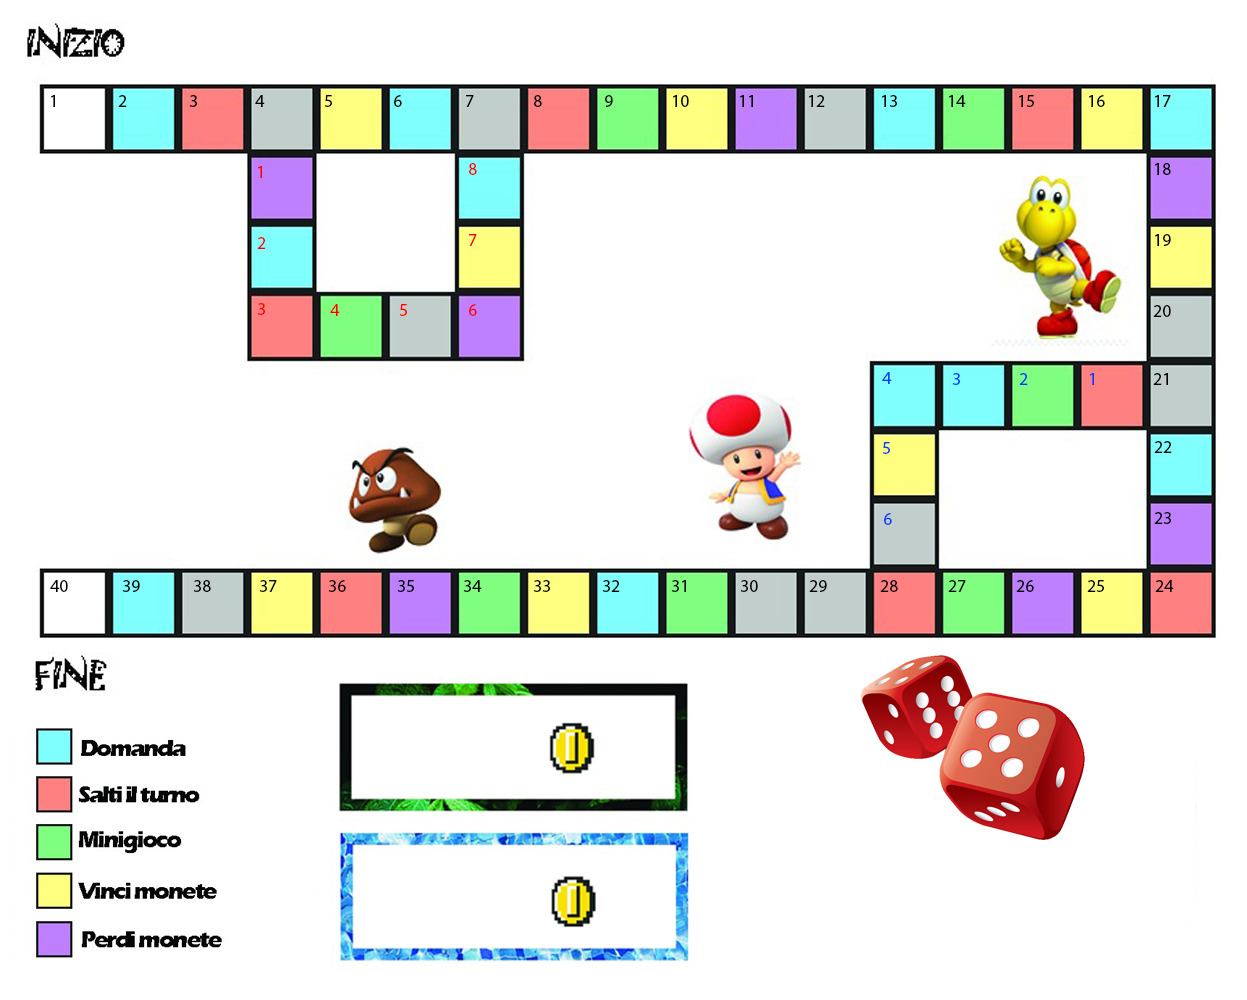 INIZIO
1 2 3 4 5 6 7 8 9 10 11 12 13 14 15 16 17
1 8 18
2 7 19
3 4 5 6 20
4 3 2 1 21
5 22
6 23
40 39 38 37 36 35 34 33 32 31 30 29 28 27 26 25 24
FINE
Domanda
Salti il turno
Minigioco
Vinci monete
Perdi monete